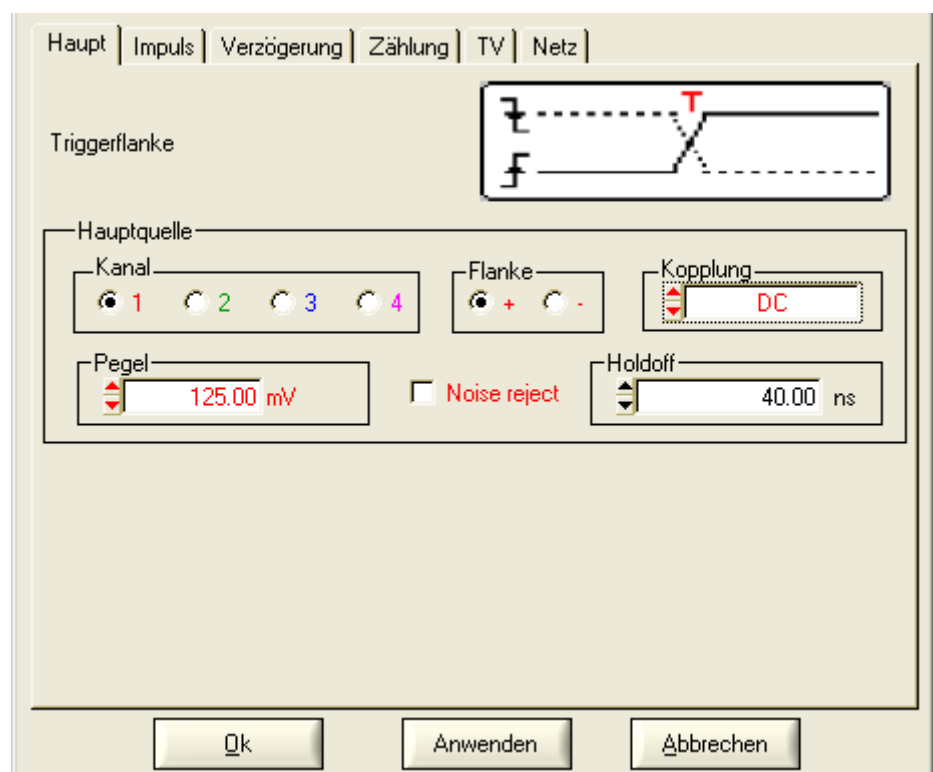 Haupt Impuls Verzögerung Zählung TV Netz
T
Triggerflanke
Hauptquelle
Kanal Flanke Kopplung
1 2 3 4 + - DC
Pegel Holdoff
125.00 mV Noise reject 40.00 ns
Ok Anwenden Abbrechen